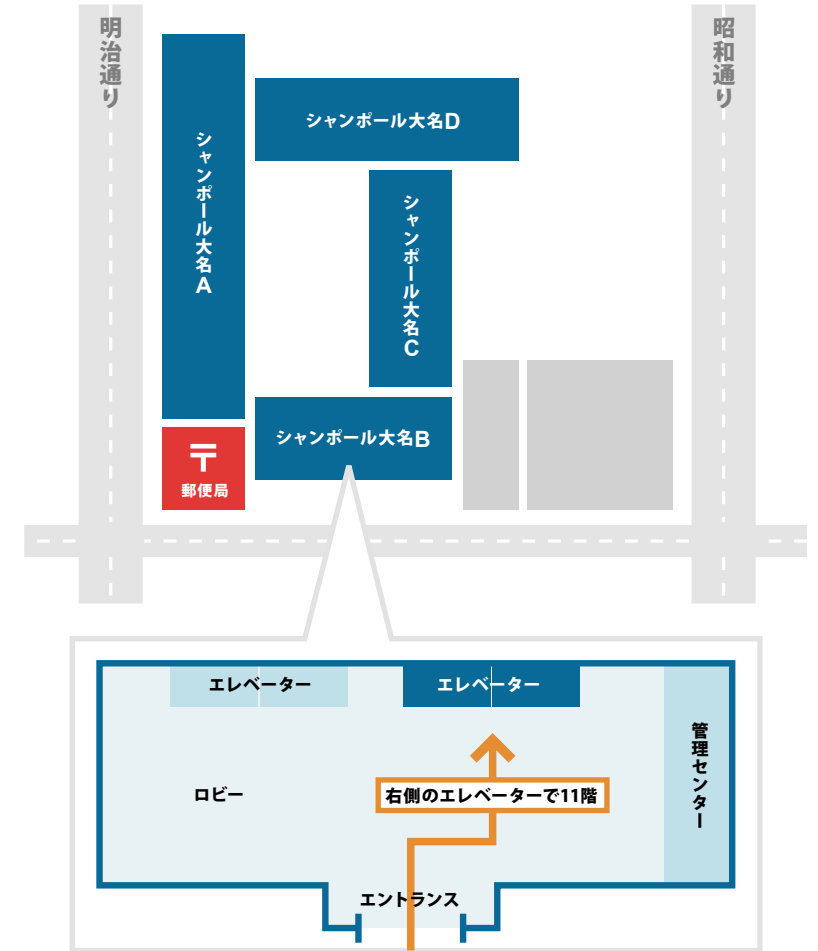 明治通り
昭和通り
シャンポール大名A
シャンポール大名D
シャンポール大名C
シャンポール大名B
〒
郵便局
エレベーター
エレベーター
管理センター
ロビー
右側のエレベーターで11階
エントランス